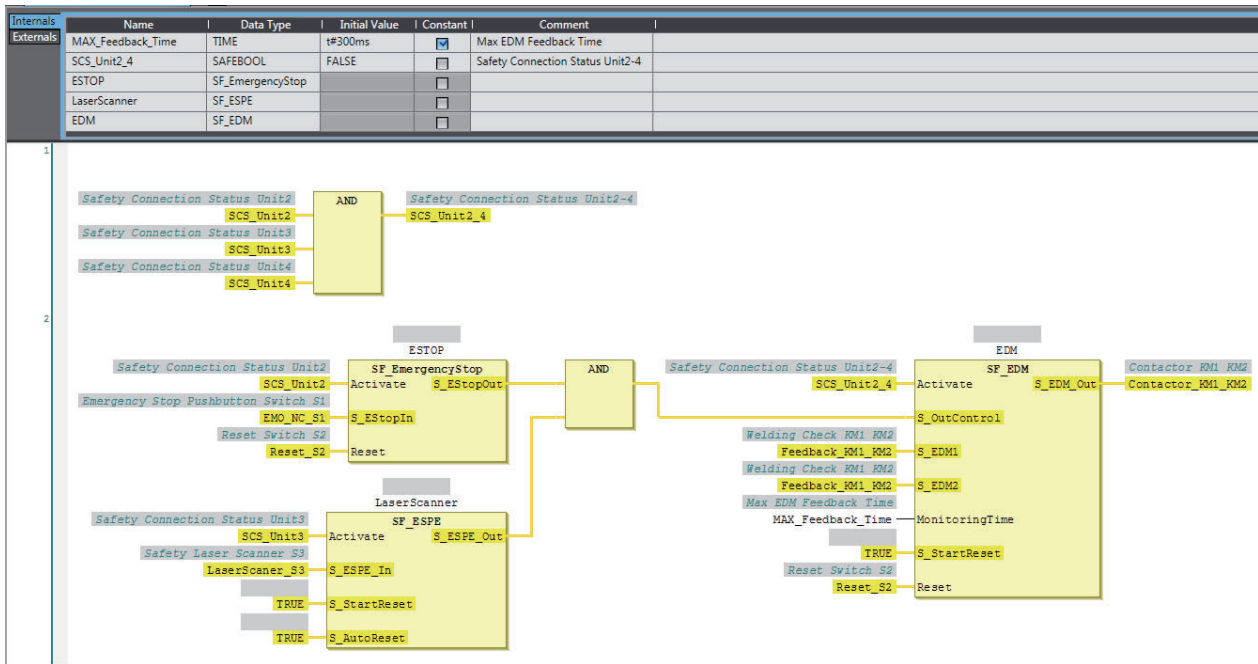 Internals
Externals
Name Data Type Initial Value Constant Comment
MAX_Feedback_Time TIME t#300ms Max EDM Feedback Time
SCS_Unit2_4 SAFEBOOL FALSE Safety Connection Status Unit2-4
ESTOP SF_EmergencyStop
LaserScanner SF_ESPE
EDM SF_EDM
1
Safety Connection Status Unit2 AND Safety Connection Status Unit2-4
SCS_Unit2 SCS_Unit2_4
Safety Connection Status Unit3
SCS_Unit3
Safety Connection Status Unit4
SCS_Unit4
2
ESTOP EDM
Safety Connection Status Unit2 SF_EmergencyStop AND Safety Connection Status Unit2-4 SF_EDM Contactor KM1 KM2
SCS_Unit2 Activate S_EStopOut SCS_Unit2_4 Activate S_EDM_Out Contactor_KM1_KM2
Emergency Stop Pushbutton Switch S1
EMO_NC_S1 S_EStopIn S_OutControl
Reset Switch S2 Welding Check KM1 KM2
Reset_S2 Reset Feedback_KM1_KM2 S_EDM1
Welding Check KM1 KM2
Feedback_KM1_KM2 S_EDM2
LaserScanner Max EDM Feedback Time
Safety Connection Status Unit3 SF_ESPE MAX_Feedback_Time MonitoringTime
SCS_Unit3 Activate S_ESPE_Out
Safety Laser Scanner S3 TRUE S_StartReset
LaserScaner_S3 S_ESPE_In Reset Switch S2
Reset_S2 Reset
TRUE S_StartReset
TRUE S_AutoReset